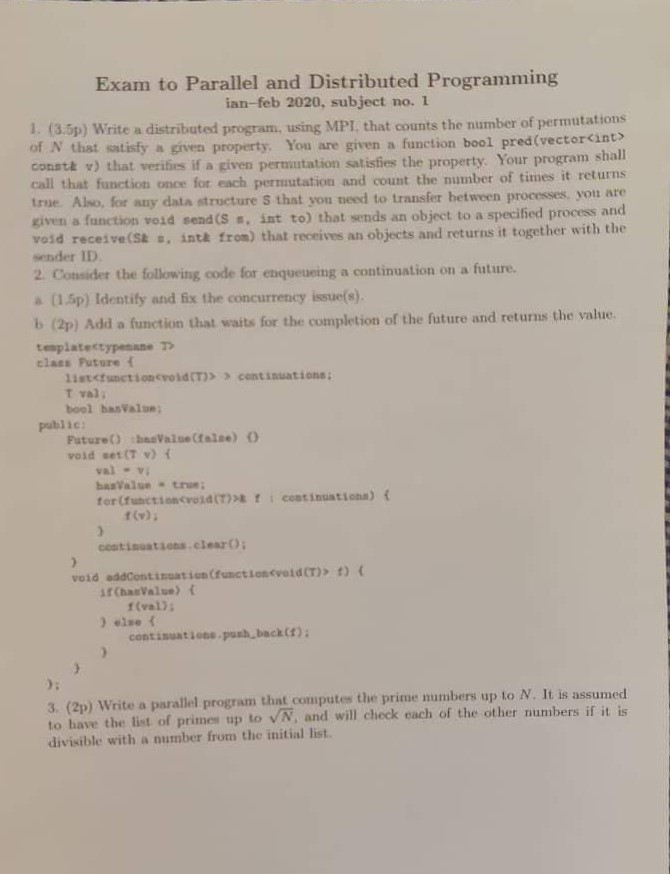 Exam to Parallel and Distributed Programming
ian-feb 2020, subject no. 1
1. (3.5p) Write a distributed program, using MPI, that counts the number of permutations
of N that satisfy a given property. You are given a function bool pred(vector<int>
const& v) that verifies if a given permutation satisfies the property. Your program shall
call that function once for each permutation and count the number of times it returns
true. Also, for any data structure S that you need to transfer between processes, you are
given a function void send(S s, int to) that sends an object to a specified process and
void receive(S& s, int& from) that receives an objects and returns it together with the
sender ID.
2. Consider the following code for enqueueing a continuation on a future.
a (1.5p) Identify and fix the concurrency issue(s).
b (2p) Add a function that waits for the completion of the future and returns the value.
template<typename T>
class Future {
list<function<void(T)> > continuations;
T val;
bool hasValue;
public:
Future() :hasValue(false) {}
void set(T v) {
val = v;
hasValue = true;
for(function<void(T)>& f : continuations) {
f(v);
}
continuations.clear();
}
void addContinuation(function<void(T)> f) {
if(hasValue) {
f(val);
} else {
continuations.push_back(f);
}
}
};
3. (2p) Write a parallel program that computes the prime numbers up to N. It is assumed
to have the list of primes up to √N, and will check each of the other numbers if it is
divisible with a number from the initial list.